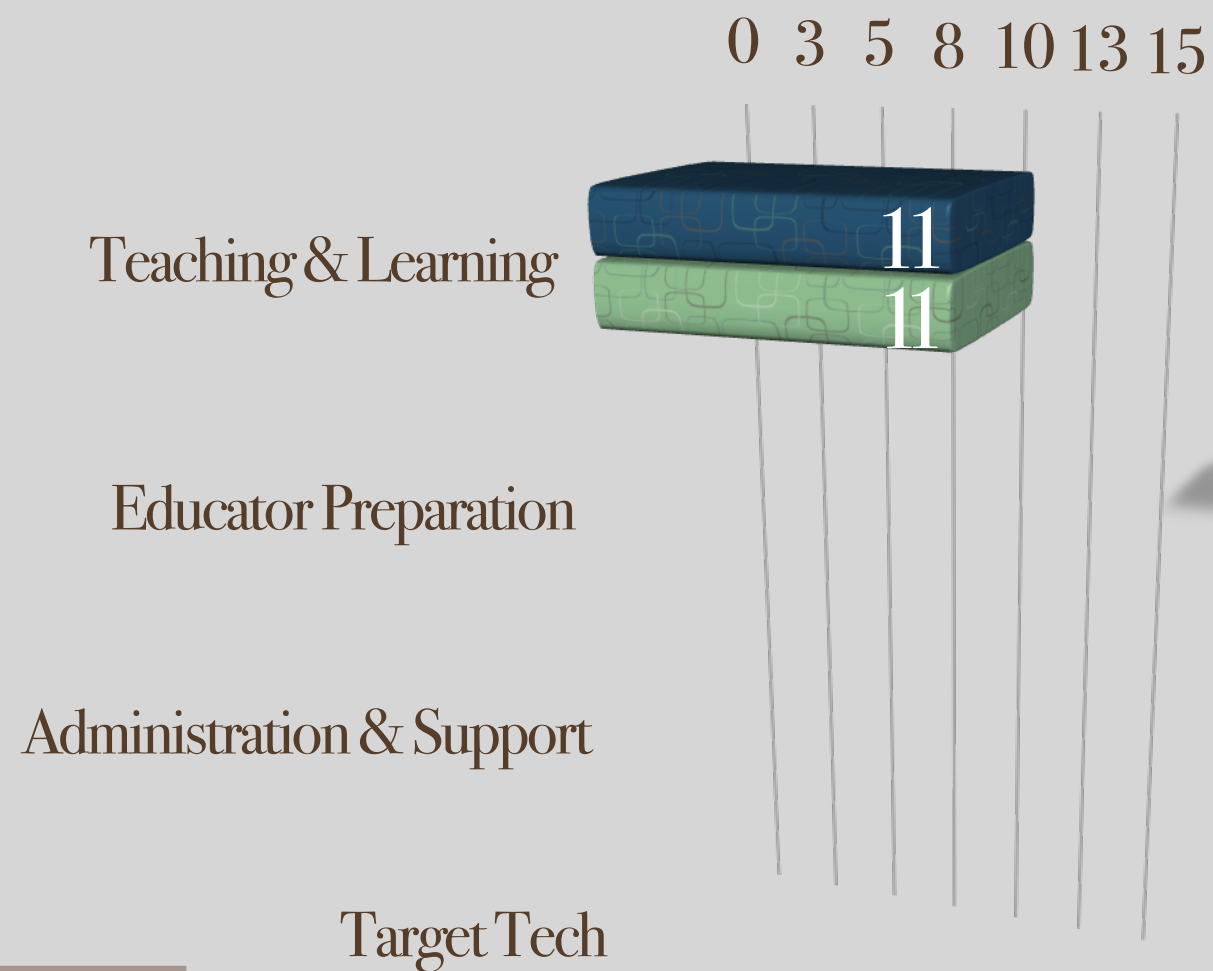 0 3 5 8 10 13 15
Teaching & Learning
11
11
Educator Preparation
Administration & Support
Target Tech